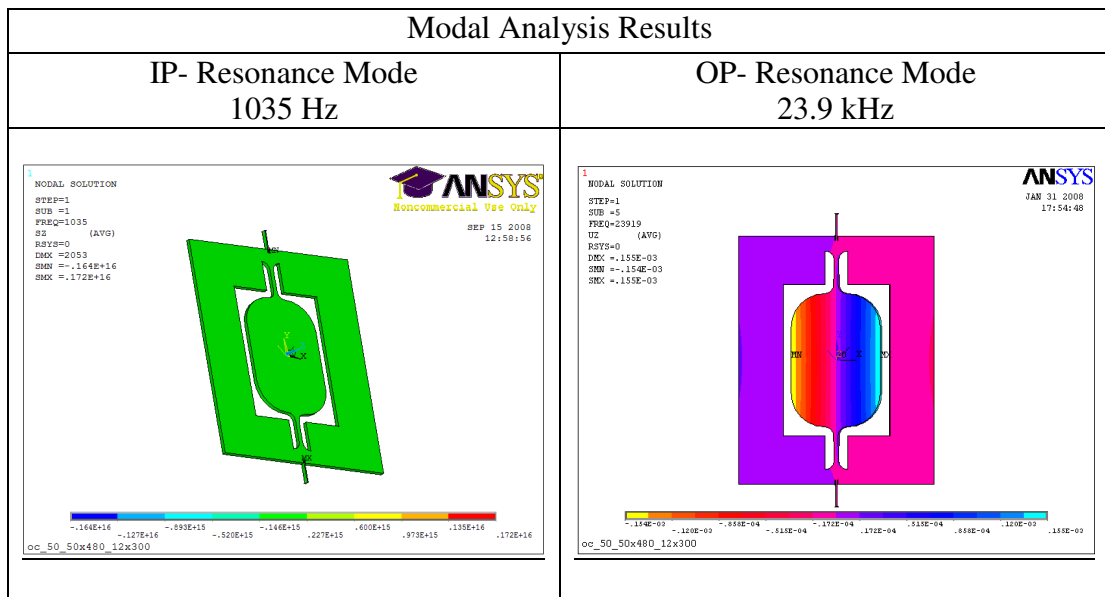 Modal Analysis Results
IP- Resonance Mode
1035 Hz
OP- Resonance Mode
23.9 kHz
1
NODAL SOLUTION
STEP=1
SUB =1
FREQ=1035
SZ (AVG)
RSYS=0
DMX =2053
SMN =-.164E+16
SMX =.172E+16
ANSYS
Noncommercial Use Only
SEP 15 2008
12:58:56
MN
Y
Z
X
MX
-.164E+16
-.127E+16
-.893E+15
-.520E+15
-.146E+15
.227E+15
.600E+15
.973E+15
.135E+16
.172E+16
oc_50_50x480_12x300
1
NODAL SOLUTION
STEP=1
SUB =5
FREQ=23919
UZ (AVG)
RSYS=0
DMX =.155E-03
SMN =-.154E-03
SMX =.155E-03
ANSYS
JAN 31 2008
17:54:48
MN
X
MX
-.154E-03
-.120E-03
-.858E-04
-.515E-04
-.172E-04
.172E-04
.515E-04
.858E-04
.120E-03
.155E-03
oc_50_50x480_12x300